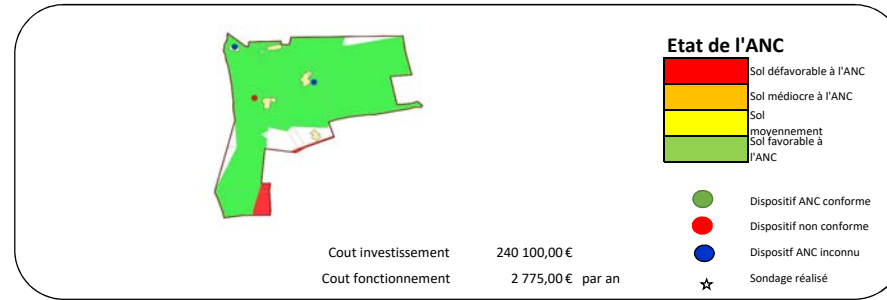 Etat de l'ANC
Sol défavorable à l'ANC
Sol médiocre à l'ANC
Sol
moyennement
Sol favorable à
l'ANC
Dispositif ANC conforme
Dispositif non conforme
Dispositf ANC inconnu
Sondage réalisé
Cout investissement 240 100,00 €
Cout fonctionnement 2 775,00 € par an